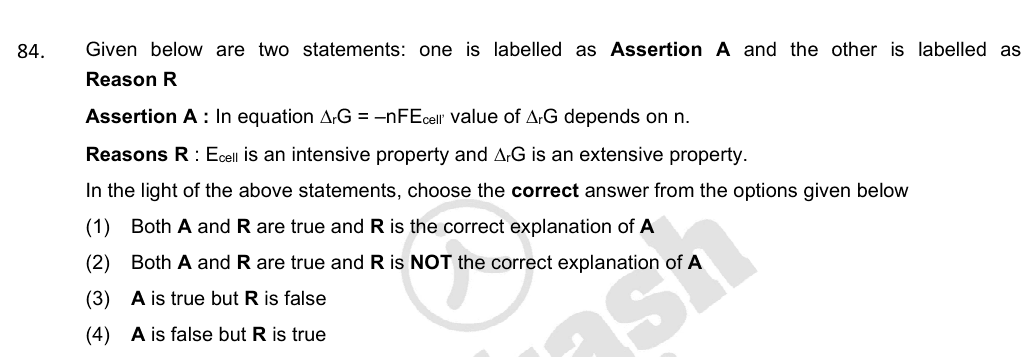 84. Given below are two statements: one is labelled as Assertion A and the other is labelled as
Reason R
Assertion A : In equation ΔrG = –nFEcell, value of ΔrG depends on n.
Reasons R : Ecell is an intensive property and ΔrG is an extensive property.
In the light of the above statements, choose the correct answer from the options given below
(1) Both A and R are true and R is the correct explanation of A
(2) Both A and R are true and R is NOT the correct explanation of A
(3) A is true but R is false
(4) A is false but R is true